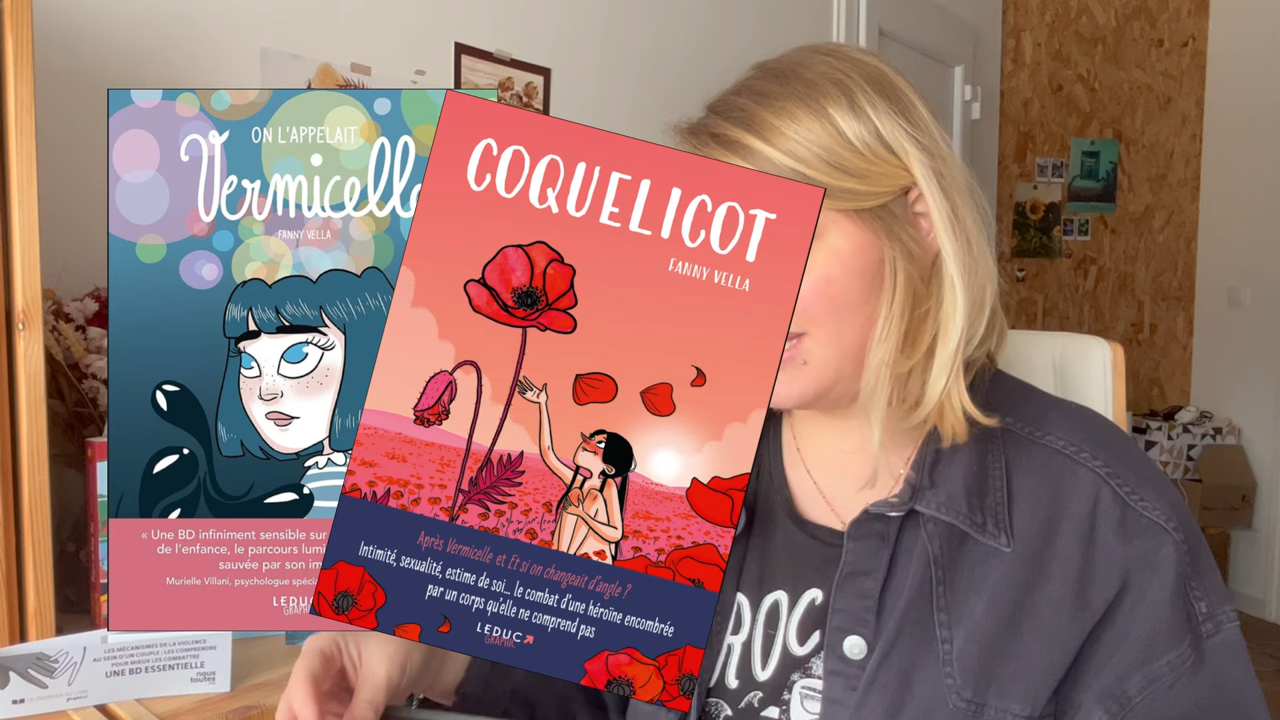 ON L'APPELAIT
Vermicelle
FANNY VELLA
« Une BD infiniment sensible sur
de l'enfance, le parcours lumi
sauvée par son im
Murielle Villani, psychologue spécia
LEDUC
GRAPHIC
COQUELICOT
FANNY VELLA
Après Vermicelle et Et si on changeait d'angle ?
Intimité, sexualité, estime de soi... le combat d'une héroïne encombrée
par un corps qu'elle ne comprend pas
LEDUC
GRAPHIC
LES MÉCANISMES DE LA VIOLENCE
AU SEIN D'UN COUPLE : LES COMPRENDRE
POUR MIEUX LES COMBATTRE
UNE BD ESSENTIELLE
nous
toutes
ROC